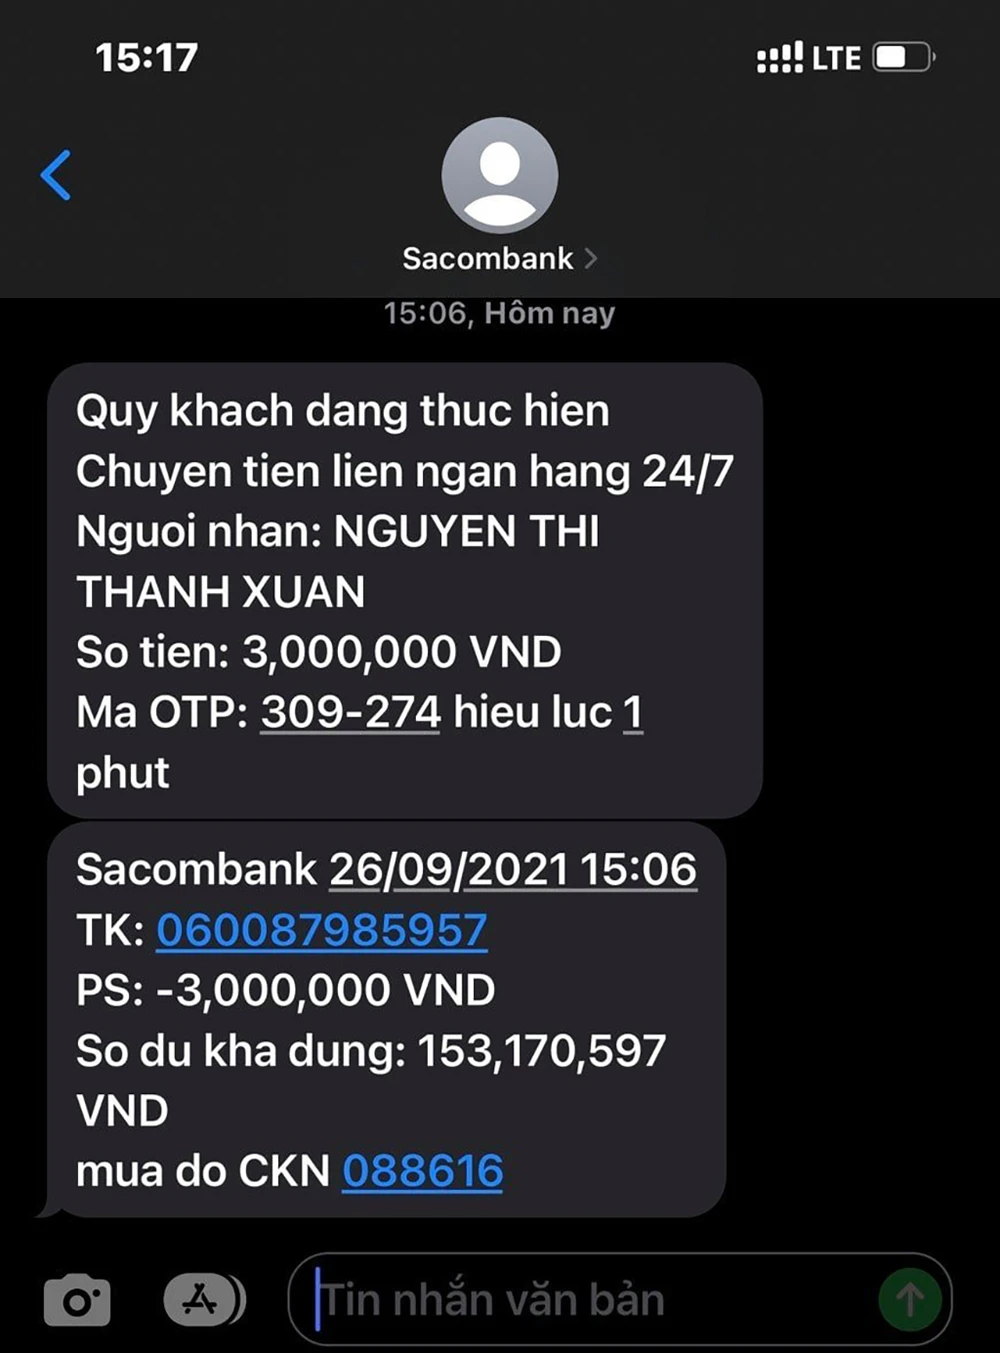 15:17
LTE
Sacombank
15:06, Hôm nay
Quy khach dang thuc hien
Chuyen tien lien ngan hang 24/7
Nguoi nhan: NGUYEN THI
THANH XUAN
So tien: 3,000,000 VND
Ma OTP: 309-274 hieu luc 1
phut
Sacombank 26/09/2021 15:06
TK: 060087985957
PS: -3,000,000 VND
So du kha dung: 153,170,597
VND
mua do CKN 088616
Tin nhắn văn bản